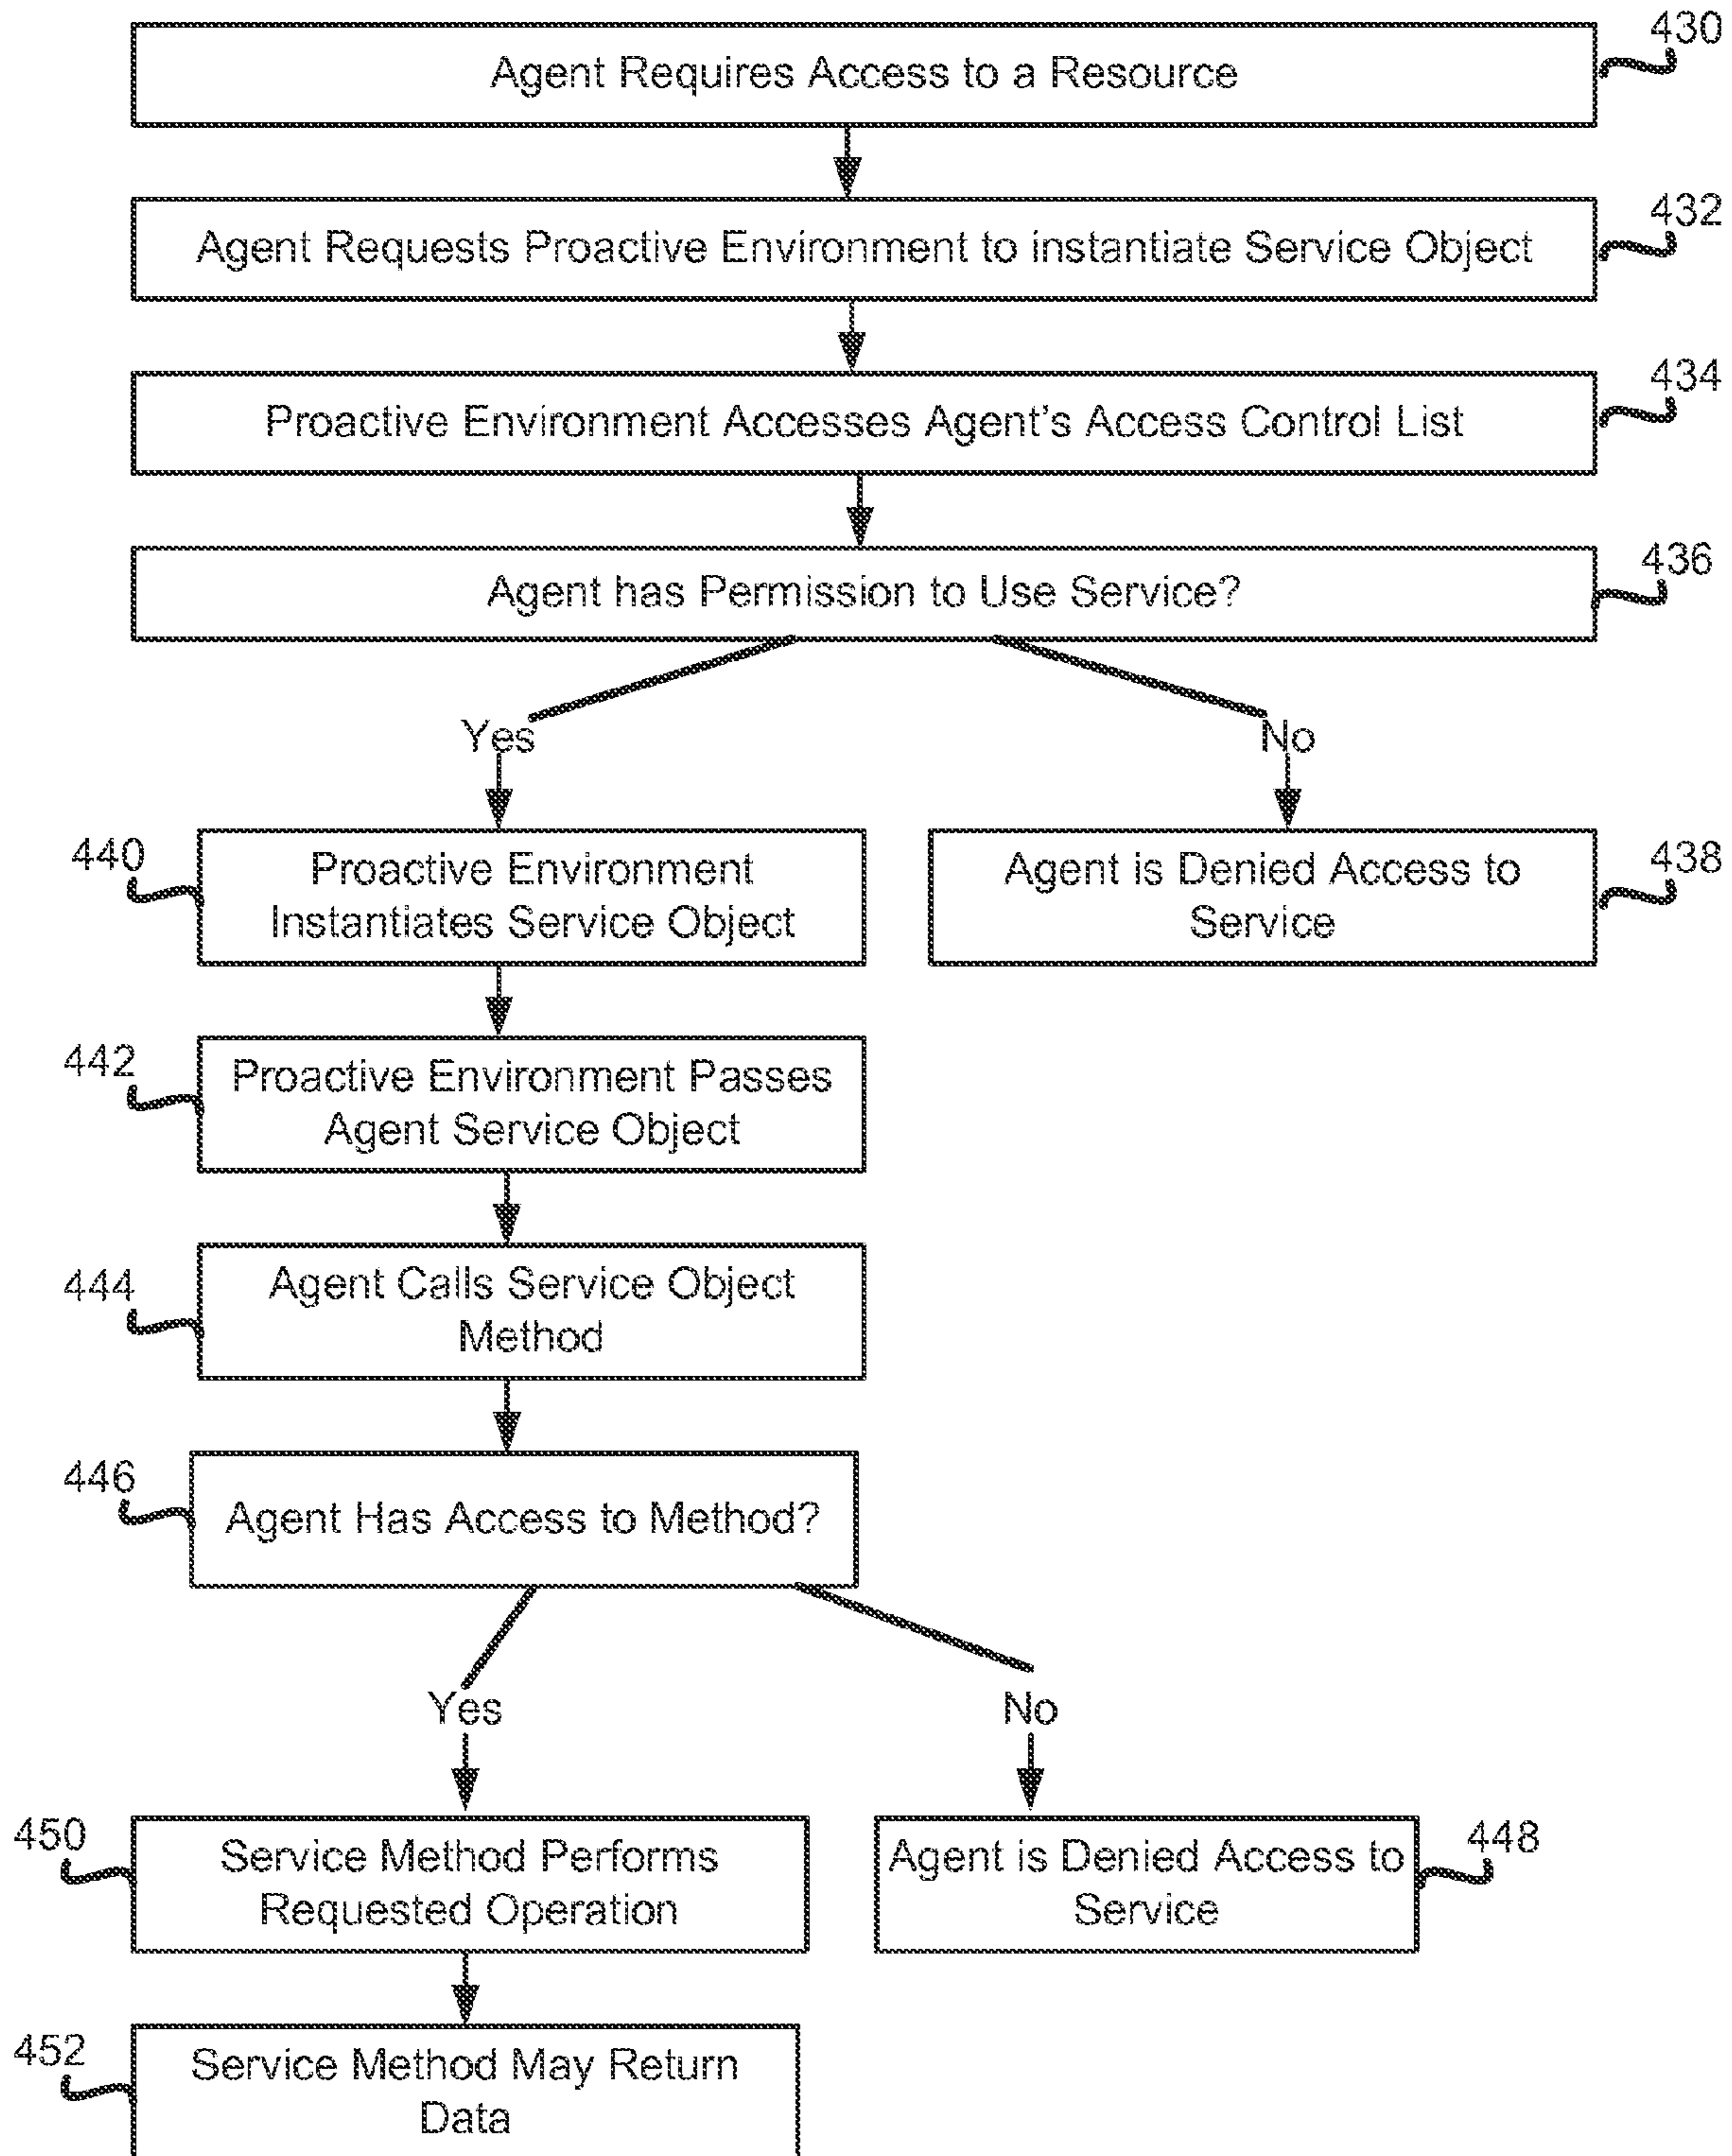 430
Agent Requires Access to a Resource
432
Agent Requests Proactive Environment to instantiate Service Object
434
Proactive Environment Accesses Agent's Access Control List
436
Agent has Permission to Use Service?
Yes
No
440
Proactive Environment
Instantiates Service Object
Agent is Denied Access to
Service
438
442
Proactive Environment Passes
Agent Service Object
444
Agent Calls Service Object
Method
446
Agent Has Access to Method?
Yes
No
450
Service Method Performs
Requested Operation
Agent is Denied Access to
Service
448
452
Service Method May Return
Data